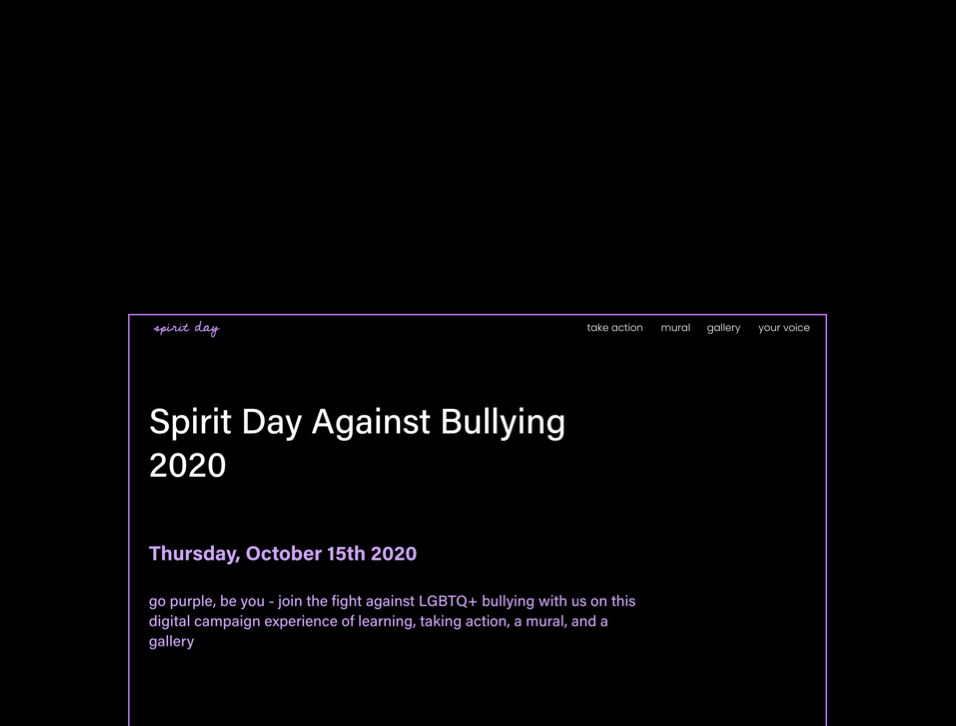 spirit day
take action mural gallery your voice
Spirit Day Against Bullying
2020
Thursday, October 15th 2020
go purple, be you - join the fight against LGBTQ+ bullying with us on this
digital campaign experience of learning, taking action, a mural, and a
gallery